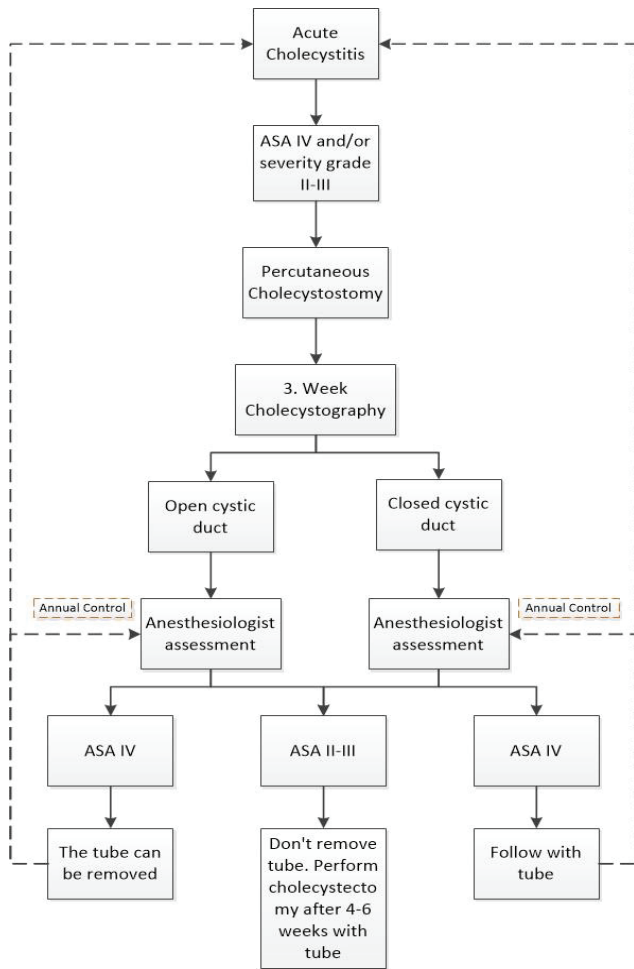 Acute
Cholecystitis
ASA IV and/or
severity grade
II-III
Percutaneous
Cholecystostomy
3. Week
Cholecystography
Open cystic
duct
Closed cystic
duct
Annual Control
Anesthesiologist
assessment
Anesthesiologist
assessment
Annual Control
ASA IV
ASA II-III
ASA IV
The tube can
be removed
Don't remove
tube. Perform
cholecystecto
my after 4-6
weeks with
tube
Follow with
tube